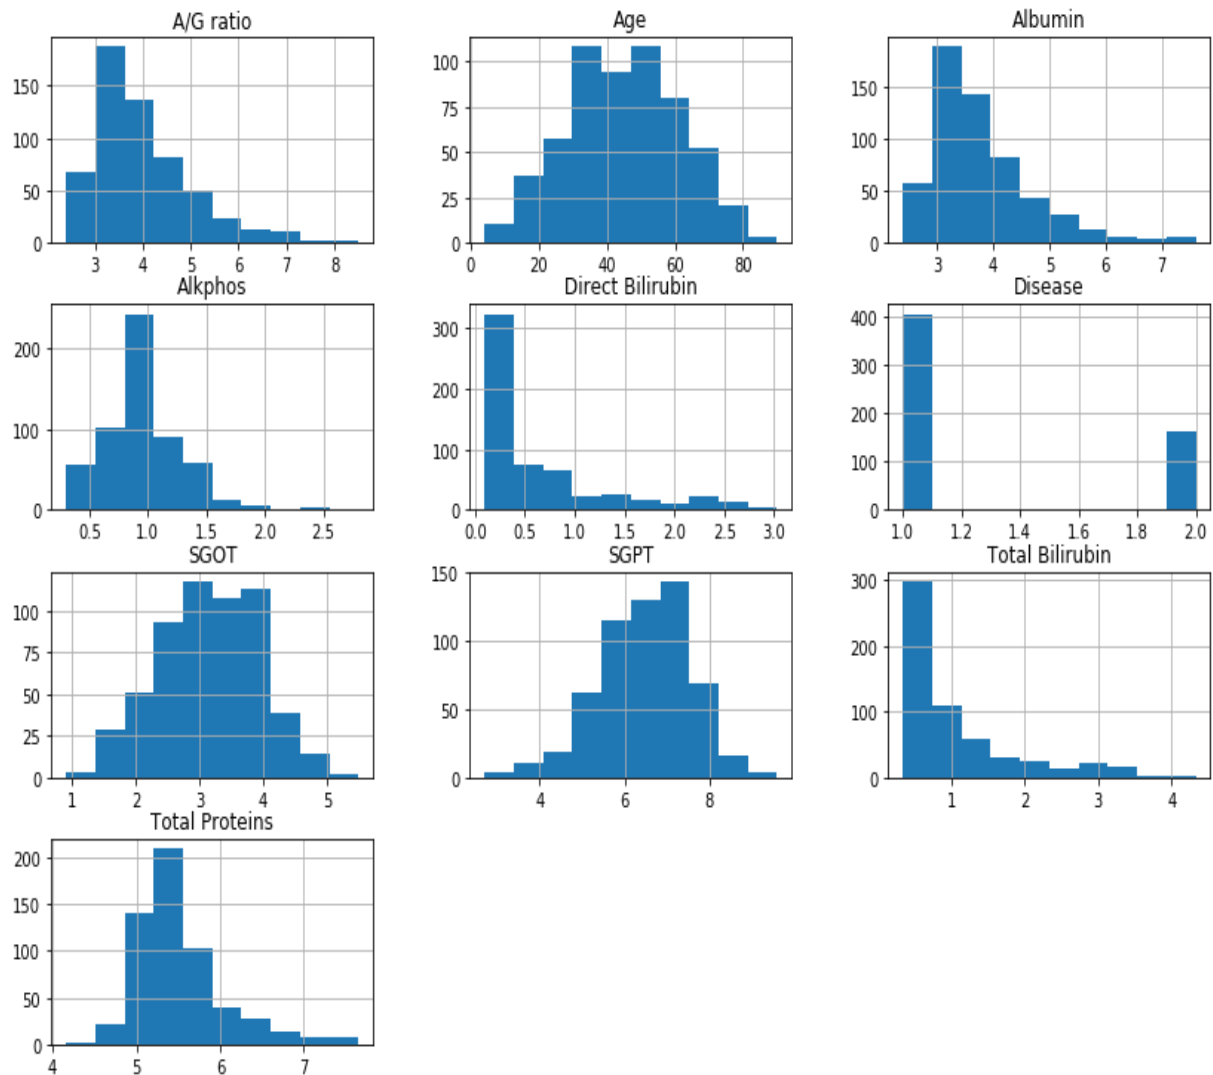 A/G ratio
150
100
50
0
3 4 5 6 7 8
Age
100
75
50
25
0
0 20 40 60 80
Albumin
150
100
50
0
3 4 5 6 7
Alkphos
200
100
0
0.5 1.0 1.5 2.0 2.5
Direct Bilirubin
300
200
100
0
0.0 0.5 1.0 1.5 2.0 2.5 3.0
Disease
400
300
200
100
0
1.0 1.2 1.4 1.6 1.8 2.0
SGOT
100
75
50
25
0
1 2 3 4 5
SGPT
150
100
50
0
4 6 8
Total Bilirubin
300
200
100
0
1 2 3 4
Total Proteins
200
150
100
50
0
4 5 6 7